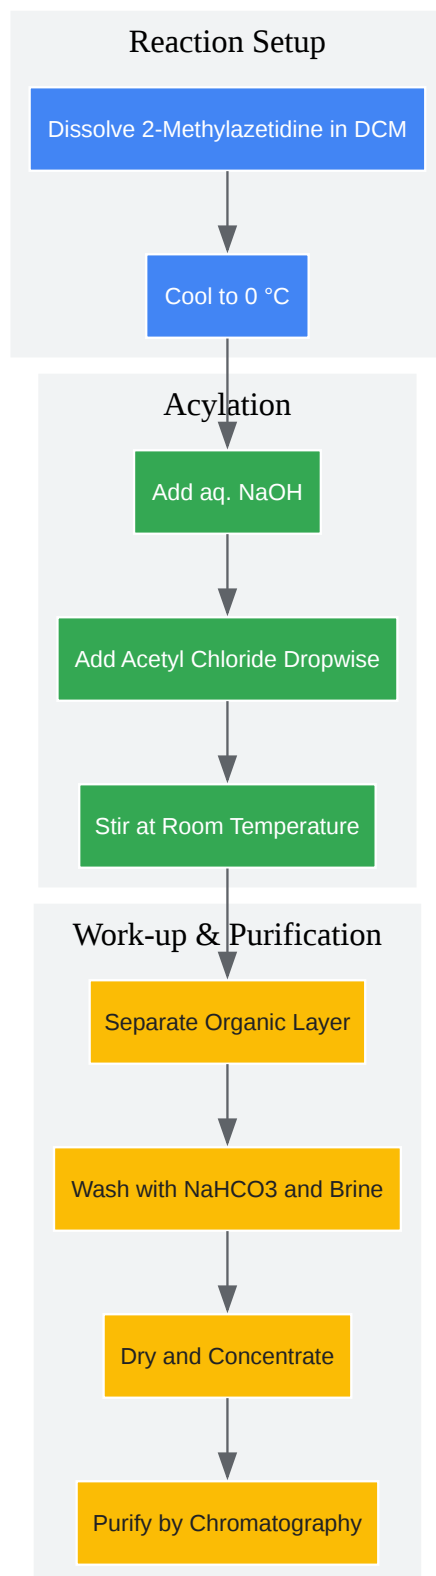 Reaction Setup
Dissolve 2-Methylazetidine in DCM
Cool to 0 °C
Acylation
Add aq. NaOH
Add Acetyl Chloride Dropwise
Stir at Room Temperature
Work-up & Purification
Separate Organic Layer
Wash with NaHCO3 and Brine
Dry and Concentrate
Purify by Chromatography